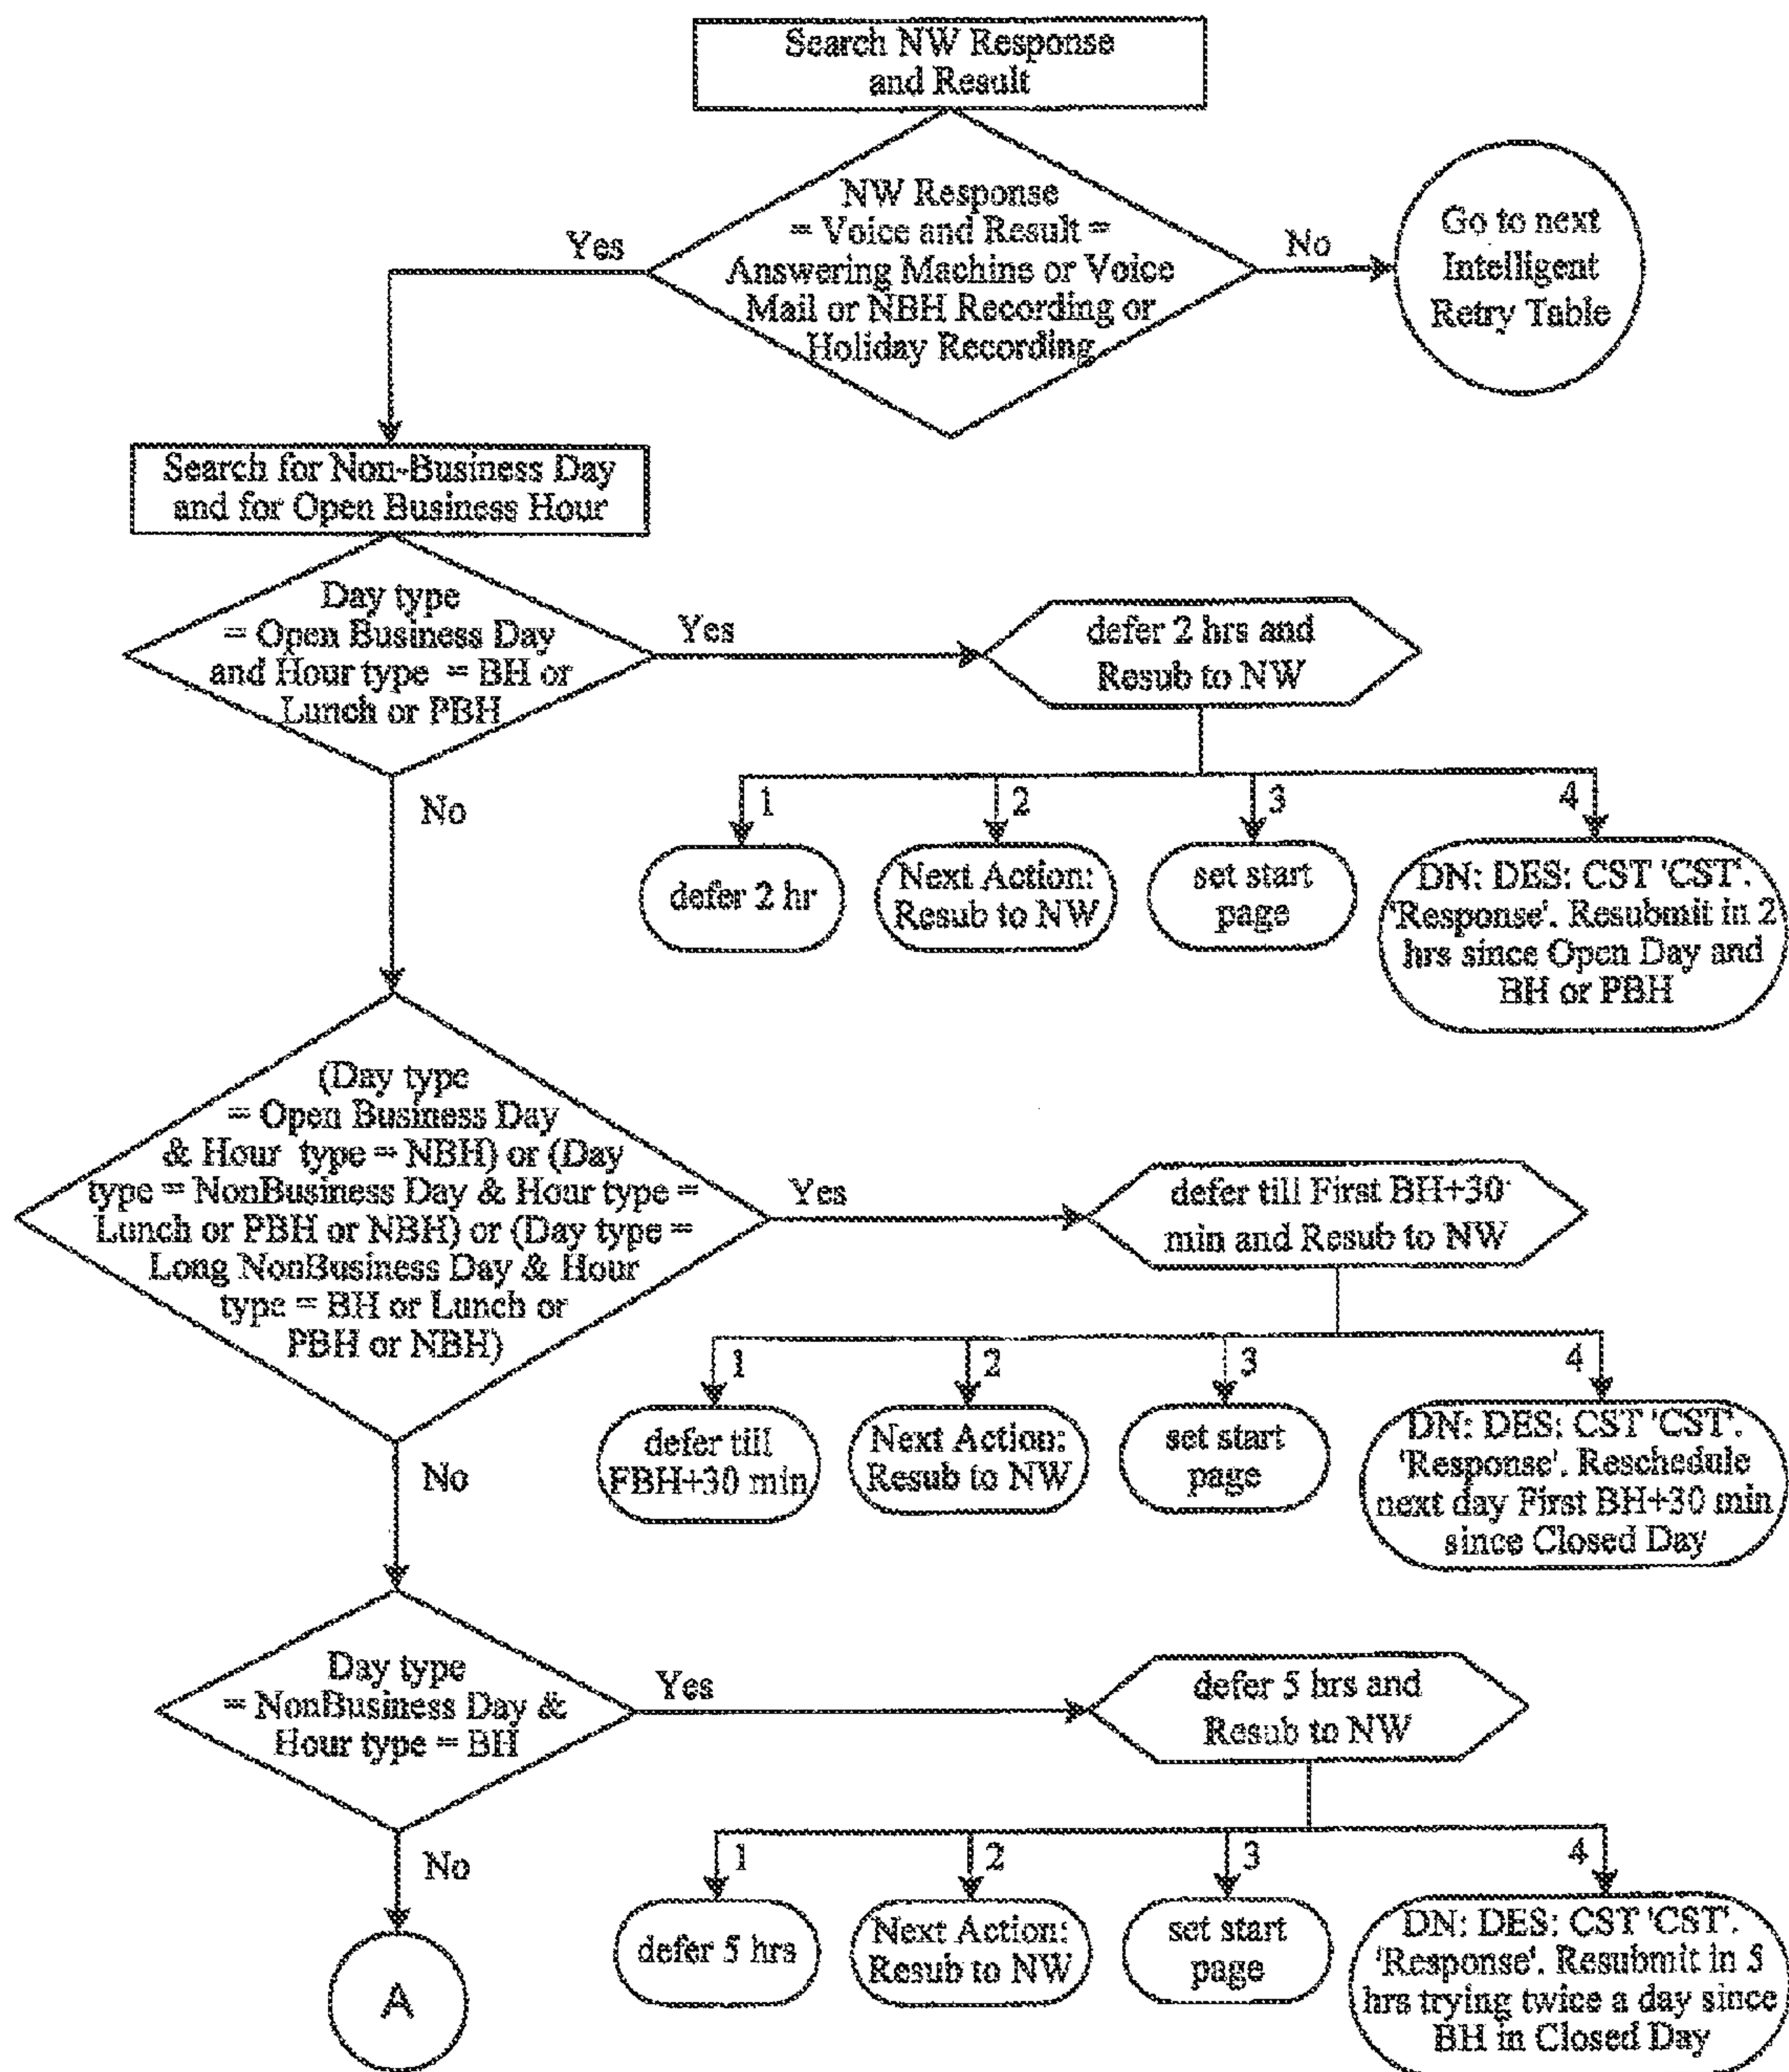 Search NW Response
and Result
NW Response
= Voice and Result =
Answering Machine or Voice
Mail or NBH Recording or
Holiday Recording
Yes
No
Go to next
Intelligent
Retry Table
Search for Non-Business Day
and for Open Business Hour
Day type
= Open Business Day
and Hour type = BH or
Lunch or PBH
Yes
defer 2 hrs and
Resub to NW
No
1
2
3
4
defer 2 hr
Next Action:
Resub to NW
set start
page
DN: DES: CST 'CST'.
'Response'. Resubmit in 2
hrs since Open Day and
BH or PBH
(Day type
= Open Business Day
& Hour type = NBH) or (Day
type = NonBusiness Day & Hour type =
Lunch or PBH or NBH) or (Day type =
Long NonBusiness Day & Hour
type = BH or Lunch or
PBH or NBH)
Yes
defer till First BH+30
min and Resub to NW
No
1
2
3
4
defer till
FBH+30 min
Next Action:
Resub to NW
set start
page
DN: DES: CST 'CST'.
'Response'. Reschedule
next day First BH+30 min
since Closed Day
Day type
= NonBusiness Day &
Hour type = BH
Yes
defer 5 hrs and
Resub to NW
No
1
2
3
4
defer 5 hrs
Next Action:
Resub to NW
set start
page
DN: DES: CST 'CST'.
'Response'. Resubmit in 5
hrs trying twice a day since
BH in Closed Day
A